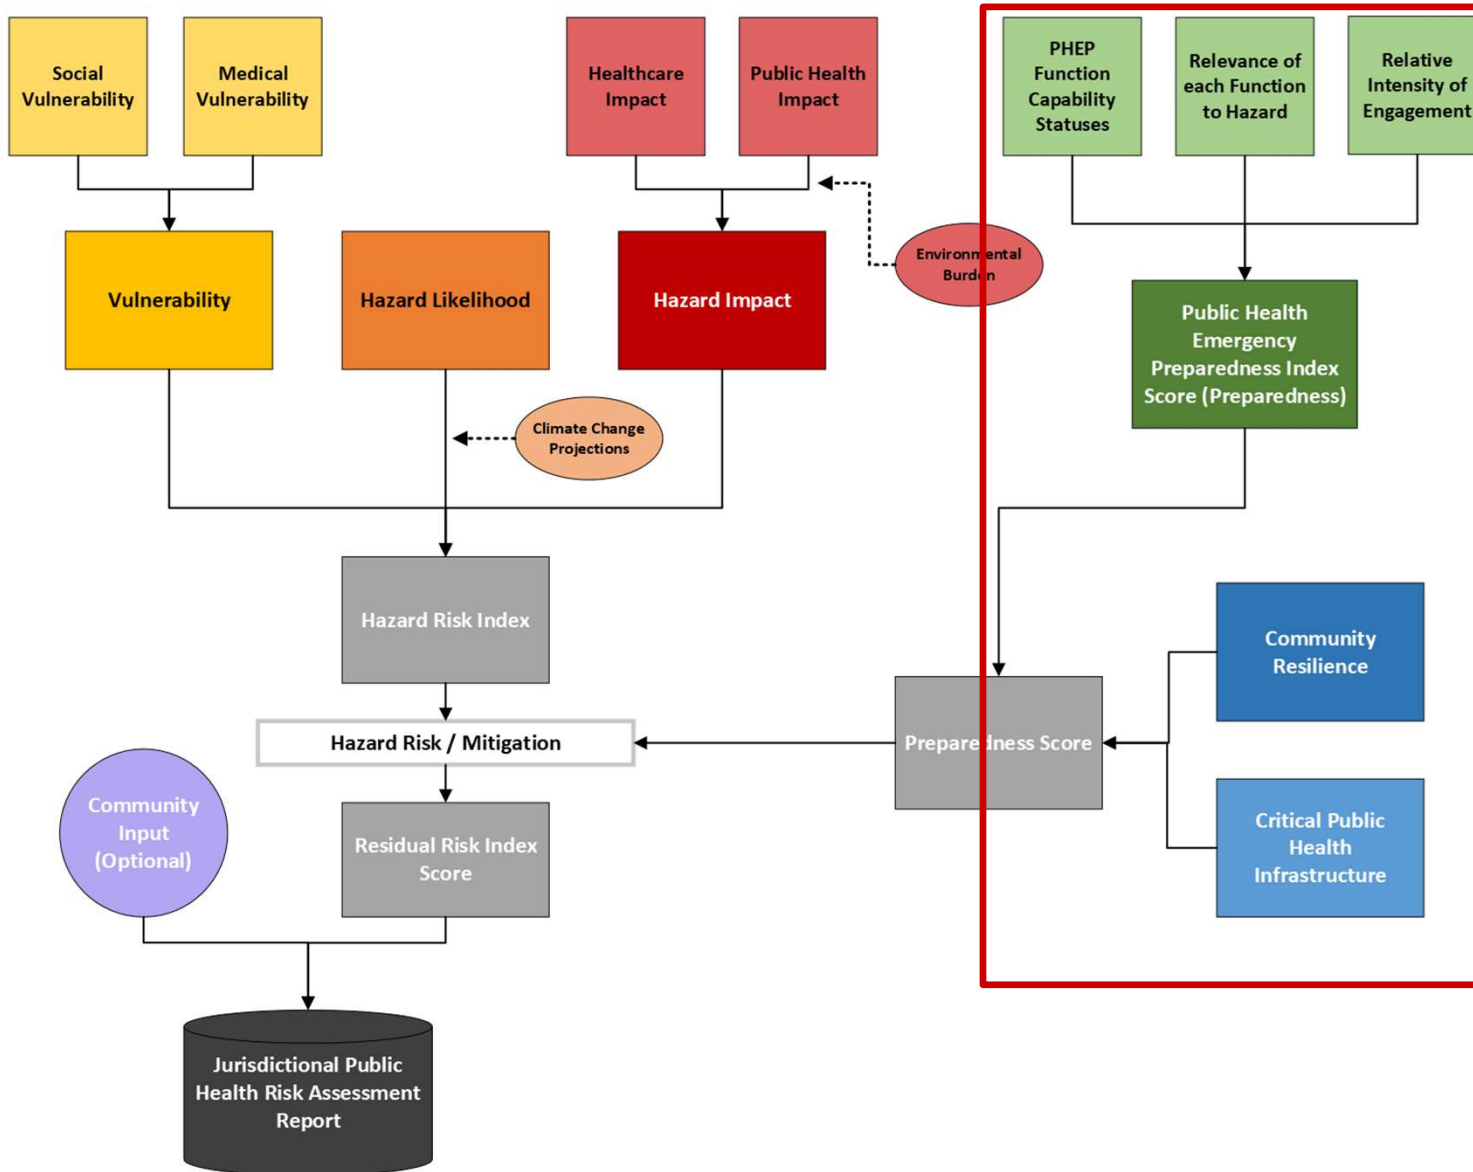 Social
Vulnerability
Medical
Vulnerability
Healthcare
Impact
Public Health
Impact
PHEP
Function
Capability
Statuses
Relevance of
each Function
to Hazard
Relative
Intensity of
Engagement
Vulnerability
Hazard Likelihood
Hazard Impact
Environmental
Burden
Public Health
Emergency
Preparedness Index
Score (Preparedness)
Climate Change
Projections
Hazard Risk Index
Community
Resilience
Hazard Risk / Mitigation
Preparedness Score
Community
Input
(Optional)
Residual Risk Index
Score
Critical Public
Health
Infrastructure
Jurisdictional Public
Health Risk Assessment
Report